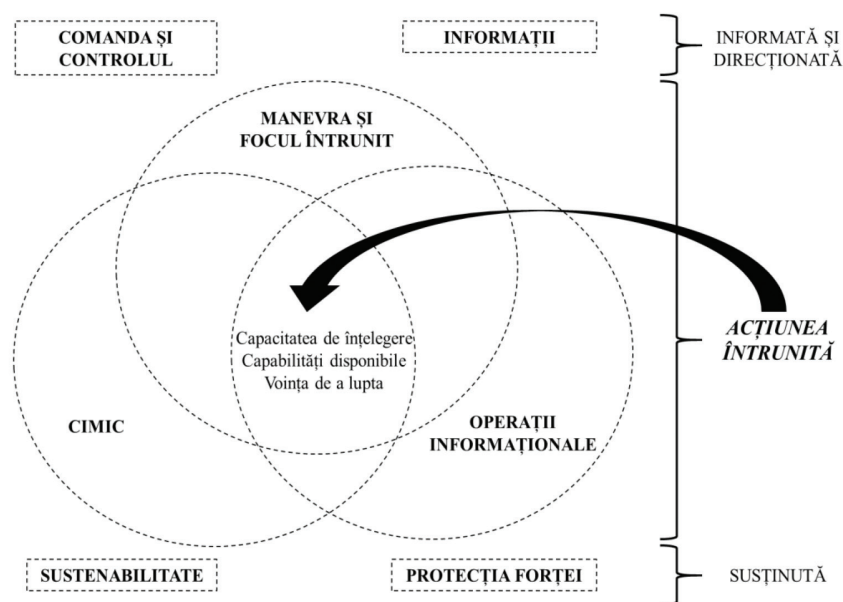 COMANDA ȘI
CONTROLUL
INFORMAȚII
INFORMATĂ ȘI
DIRECȚIONATĂ
MANEVRA ȘI
FOCUL ÎNTRUNIT
Capacitatea de înțelegere
Capabilități disponibile
Voința de a lupta
ACȚIUNEA
ÎNTRUNITĂ
CIMIC
OPERAȚII
INFORMAȚIONALE
SUSTENABILITATE
PROTECȚIA FORȚEI
SUSȚINUTĂ